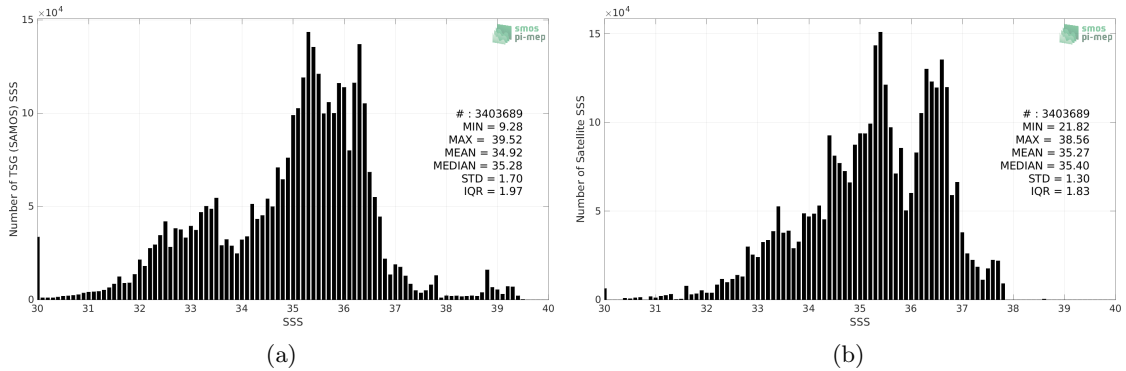 ×10⁴
15
10
5
0
Number of TSG (SAMOS) SSS
smos
pi-mep
# : 3403689
MIN = 9.28
MAX = 39.52
MEAN = 34.92
MEDIAN = 35.28
STD = 1.70
IQR = 1.97
30 31 32 33 34 35 36 37 38 39 40
SSS
(a)
×10⁴
15
10
5
0
Number of Satellite SSS
smos
pi-mep
# : 3403689
MIN = 21.82
MAX = 38.56
MEAN = 35.27
MEDIAN = 35.40
STD = 1.30
IQR = 1.83
30 31 32 33 34 35 36 37 38 39 40
SSS
(b)